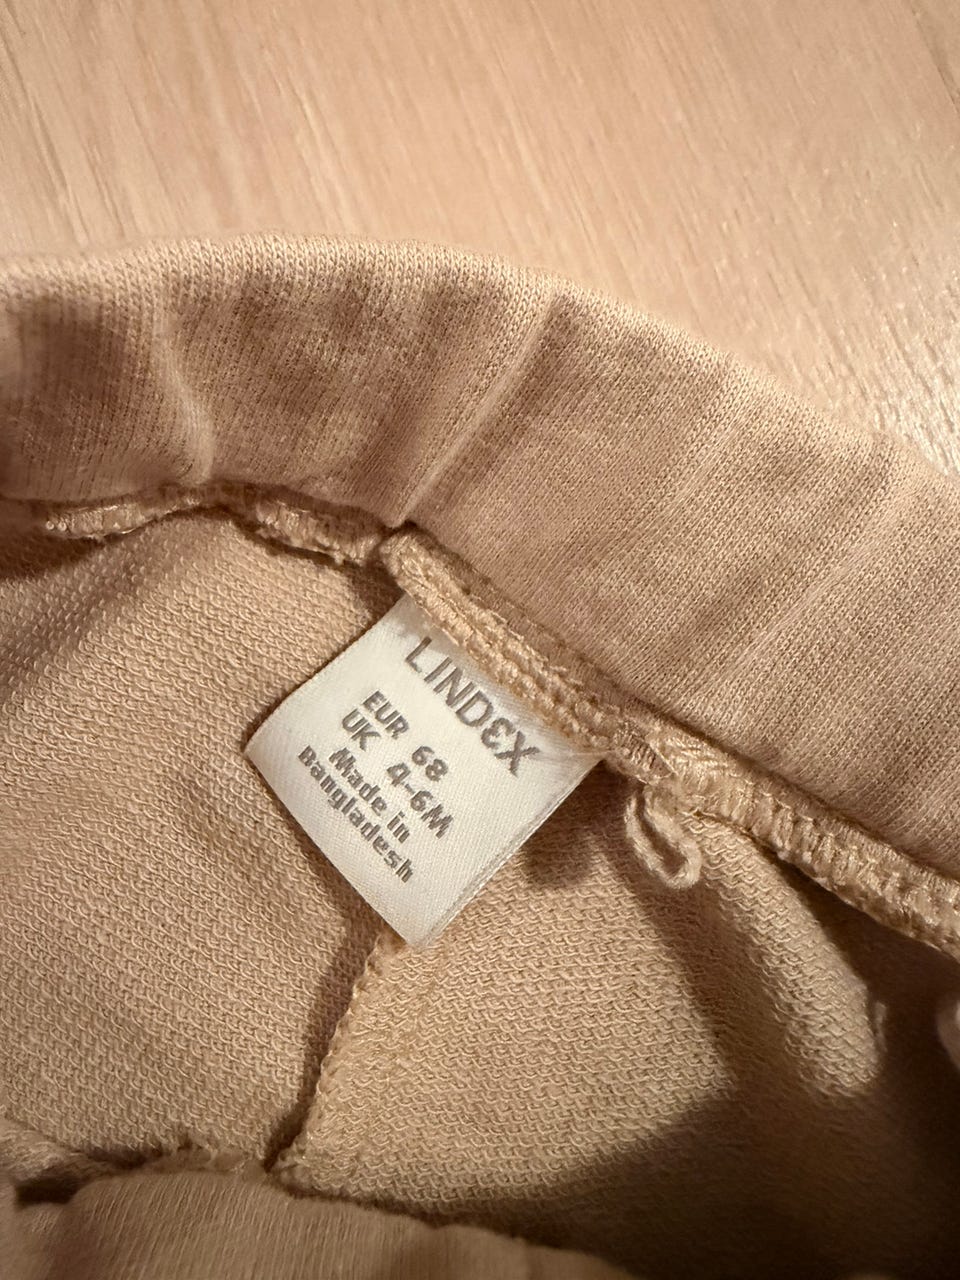 LINDEX
EUR 68
UK 4-6M
Made in
Bangladesh